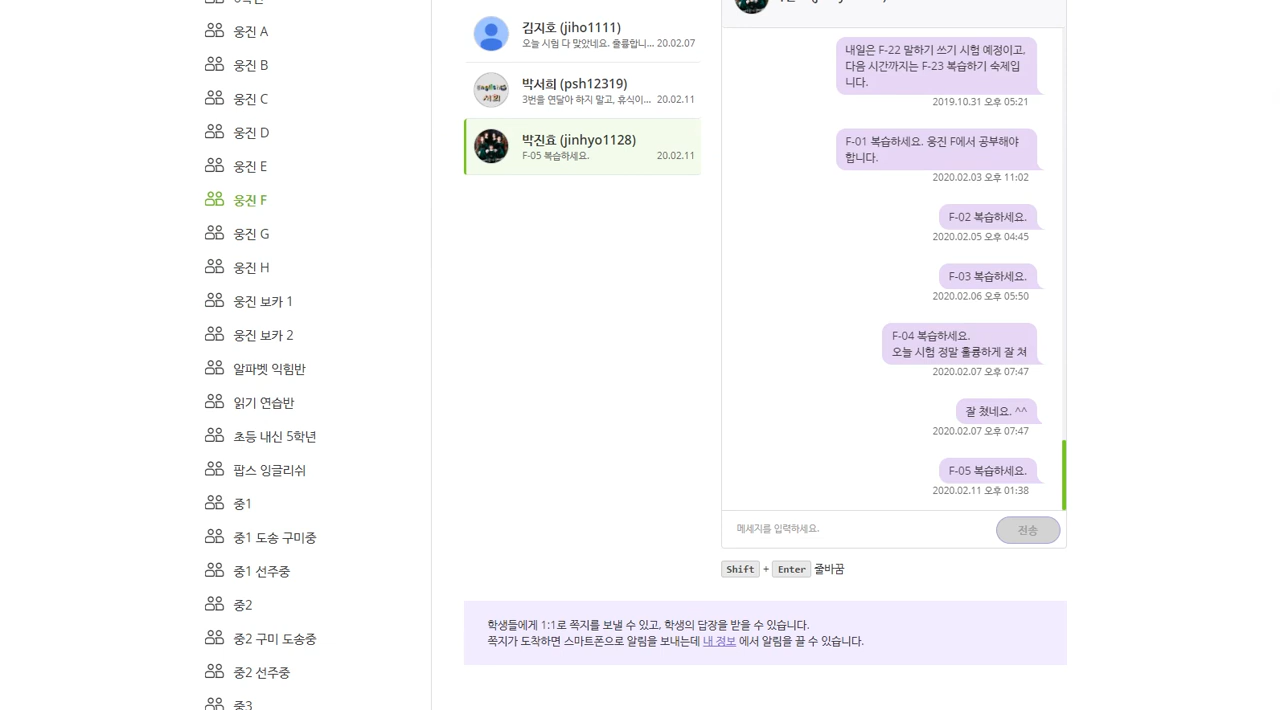 웅진 A
웅진 B
웅진 C
웅진 D
웅진 E
웅진 F
웅진 G
웅진 H
웅진 보카 1
웅진 보카 2
알파벳 익힘반
읽기 연습반
초등 내신 5학년
팝스 잉글리쉬
중1
중1 도송 구미중
중1 선주중
중2
중2 구미 도송중
중2 선주중
중3
김지호 (jiho1111)
오늘 시험 다 맞았네요. 훌륭합니... 20.02.07
박서희 (psh12319)
3번을 연달아 하지 말고, 휴식이... 20.02.11
박진효 (jinhyo1128)
F-05 복습하세요. 20.02.11
내일은 F-22 말하기 쓰기 시험 예정이고,
다음 시간까지는 F-23 복습하기 숙제입
니다.
2019.10.31 오후 05:21
F-01 복습하세요. 웅진 F에서 공부해야
합니다.
2020.02.03 오후 11:02
F-02 복습하세요.
2020.02.05 오후 04:45
F-03 복습하세요.
2020.02.06 오후 05:50
F-04 복습하세요.
오늘 시험 정말 훌륭하게 잘 쳐
2020.02.07 오후 07:47
잘 쳤네요. ^^
2020.02.07 오후 07:47
F-05 복습하세요.
2020.02.11 오후 01:38
메세지를 입력하세요.
전송
Shift + Enter 줄바꿈
학생들에게 1:1로 쪽지를 보낼 수 있고, 학생의 답장을 받을 수 있습니다.
쪽지가 도착하면 스마트폰으로 알림을 보내는데 내 정보 에서 알림을 끌 수 있습니다.